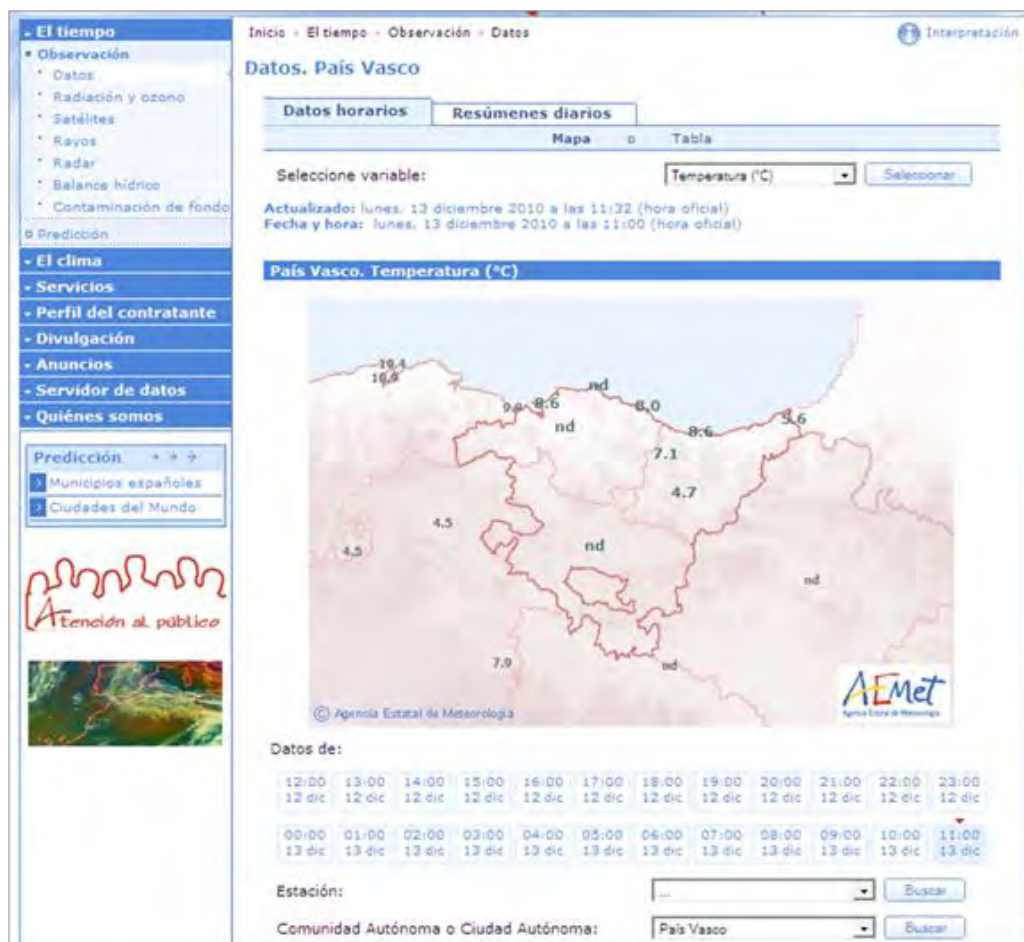 El tiempo
Observación
Datos
Radiación y ozono
Satélites
Rayos
Radar
Balance hídrico
Contaminación de fondo
Predicción
El clima
Servicios
Perfil del contratante
Divulgación
Anuncios
Servidor de datos
Quiénes somos
Predicción
Municipios españoles
Ciudades del Mundo
Atención al público
Inicio - El tiempo - Observación - Datos
Interpretación
Datos. País Vasco
Datos horarios Resúmenes diarios
Mapa Tabla
Seleccione variable: Temperatura (°C) Seleccionar
Actualizado: lunes, 13 diciembre 2010 a las 11:32 (hora oficial)
Fecha y hora: lunes, 13 diciembre 2010 a las 11:00 (hora oficial)
País Vasco. Temperatura (°C)
10.4
10.9
nd
8.6
8.0
nd
8.6
7.1
4.7
4.5
4.5
nd
nd
7.9
nd
AEMet
Agencia Estatal de Meteorología
© Agencia Estatal de Meteorología
Datos de:
12:00 13:00 14:00 15:00 16:00 17:00 18:00 19:00 20:00 21:00 22:00 23:00
12 dic 12 dic 12 dic 12 dic 12 dic 12 dic 12 dic 12 dic 12 dic 12 dic 12 dic 12 dic
00:00 01:00 02:00 03:00 04:00 05:00 06:00 07:00 08:00 09:00 10:00 11:00
13 dic 13 dic 13 dic 13 dic 13 dic 13 dic 13 dic 13 dic 13 dic 13 dic 13 dic 13 dic
Estación: ... Buscar
Comunidad Autónoma o Ciudad Autónoma: País Vasco Buscar